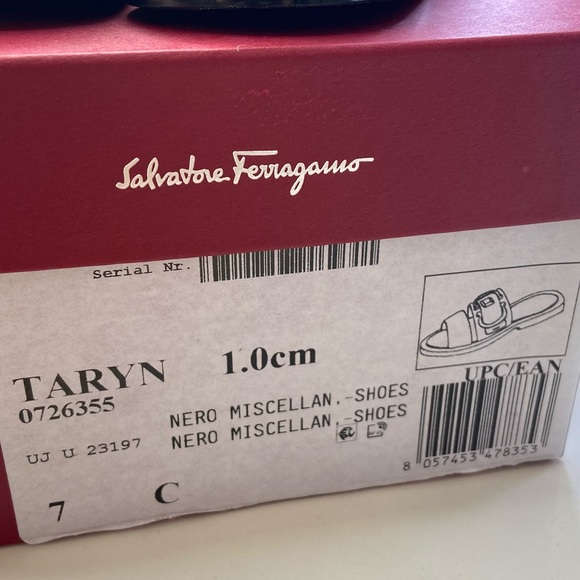 Salvatore Ferragamo
Serial Nr.
TARYN 1.0cm
0726355
UPC/EAN
NERO MISCELLAN.-SHOES
UJ U 23197 NERO MISCELLAN.-SHOES
8 057453 478353
7 C